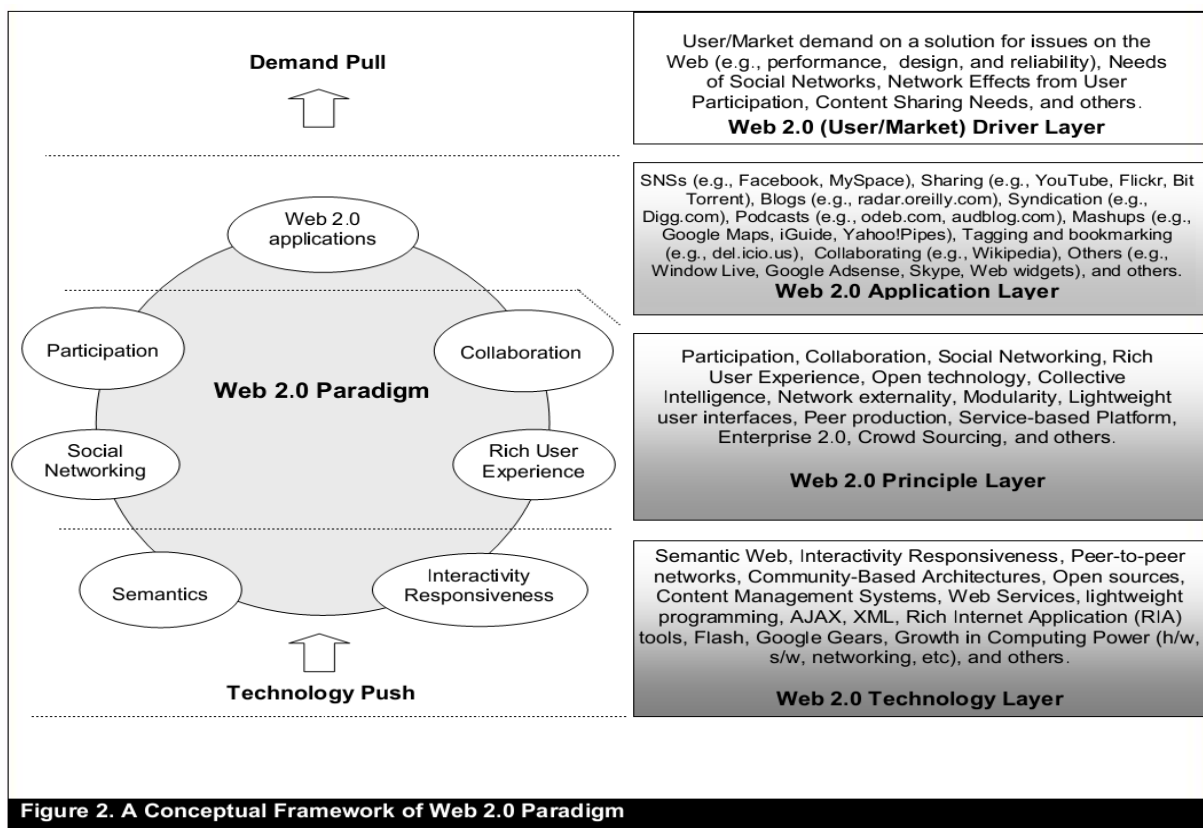 Demand Pull
User/Market demand on a solution for issues on the
Web (e.g., performance, design, and reliability), Needs
of Social Networks, Network Effects from User
Participation, Content Sharing Needs, and others.
Web 2.0 (User/Market) Driver Layer
Web 2.0
applications
SNSs (e.g., Facebook, MySpace), Sharing (e.g., YouTube, Flickr, Bit
Torrent), Blogs (e.g., radar.oreilly.com), Syndication (e.g.,
Digg.com), Podcasts (e.g., odeb.com, audblog.com), Mashups (e.g.,
Google Maps, iGuide, Yahoo!Pipes), Tagging and bookmarking
(e.g., del.icio.us), Collaborating (e.g., Wikipedia), Others (e.g.,
Window Live, Google Adsense, Skype, Web widgets), and others.
Web 2.0 Application Layer
Participation
Collaboration
Web 2.0 Paradigm
Social
Networking
Rich User
Experience
Participation, Collaboration, Social Networking, Rich
User Experience, Open technology, Collective
Intelligence, Network externality, Modularity, Lightweight
user interfaces, Peer production, Service-based Platform,
Enterprise 2.0, Crowd Sourcing, and others.
Web 2.0 Principle Layer
Semantics
Interactivity
Responsiveness
Semantic Web, Interactivity Responsiveness, Peer-to-peer
networks, Community-Based Architectures, Open sources,
Content Management Systems, Web Services, lightweight
programming, AJAX, XML, Rich Internet Application (RIA)
tools, Flash, Google Gears, Growth in Computing Power (h/w,
s/w, networking, etc), and others.
Web 2.0 Technology Layer
Technology Push
Figure 2. A Conceptual Framework of Web 2.0 Paradigm